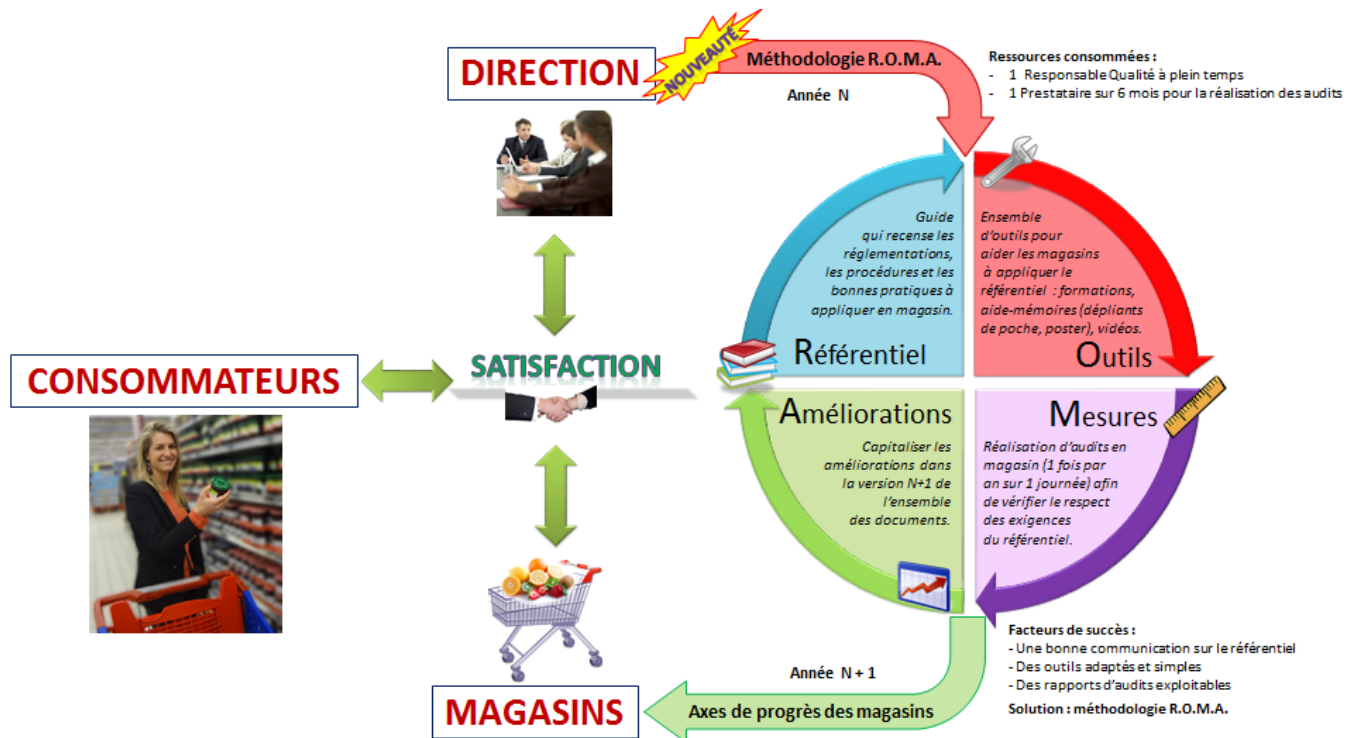 DIRECTION
NOUVEAUTÉ
Méthodologie R.O.M.A.
Année N
Ressources consommées :
- 1 Responsable Qualité à plein temps
- 1 Prestataire sur 6 mois pour la réalisation des audits
Guide
qui recense les
réglementations,
les procédures et les
bonnes pratiques à
appliquer en magasin.
Référentiel
Ensemble
d'outils pour
aider les magasins
à appliquer le
référentiel : formations,
aide-mémoires (dépliants
de poche, poster), vidéos.
Outils
SATISFACTION
CONSOMMATEURS
Améliorations
Capitaliser les
améliorations dans
la version N+1 de
l'ensemble
des documents.
Mesures
Réalisation d'audits en
magasin (1 fois par
an sur 1 journée) afin
de vérifier le respect
des exigences
du référentiel.
Facteurs de succès :
- Une bonne communication sur le référentiel
- Des outils adaptés et simples
- Des rapports d'audits exploitables
Solution : méthodologie R.O.M.A.
Année N + 1
Axes de progrès des magasins
MAGASINS